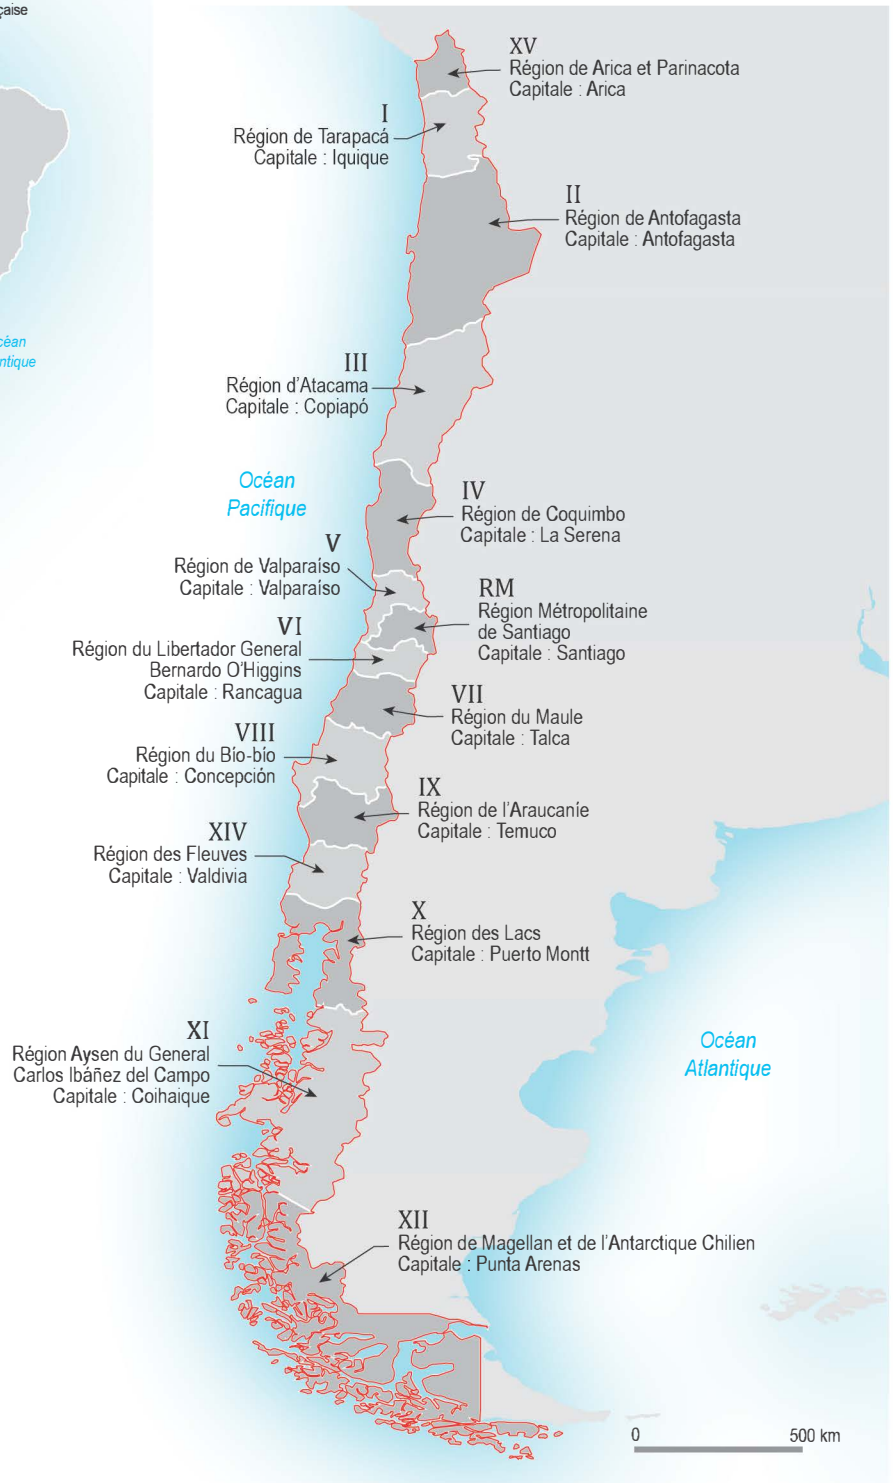 XV
Région de Arica et Parinacota
Capitale : Arica
I
Région de Tarapacá
Capitale : Iquique
II
Région de Antofagasta
Capitale : Antofagasta
III
Région d'Atacama
Capitale : Copiapó
Océan
Pacifique
IV
Région de Coquimbo
Capitale : La Serena
V
Région de Valparaíso
Capitale : Valparaíso
RM
Région Métropolitaine
de Santiago
Capitale : Santiago
VI
Région du Libertador General
Bernardo O'Higgins
Capitale : Rancagua
VII
Région du Maule
Capitale : Talca
VIII
Région du Bío-bío
Capitale : Concepción
IX
Région de l'Araucaníe
Capitale : Temuco
XIV
Région des Fleuves
Capitale : Valdivia
X
Région des Lacs
Capitale : Puerto Montt
XI
Région Aysen du General
Carlos Ibáñez del Campo
Capitale : Coihaique
Océan
Atlantique
XII
Région de Magellan et de l'Antarctique Chilien
Capitale : Punta Arenas
0 500 km